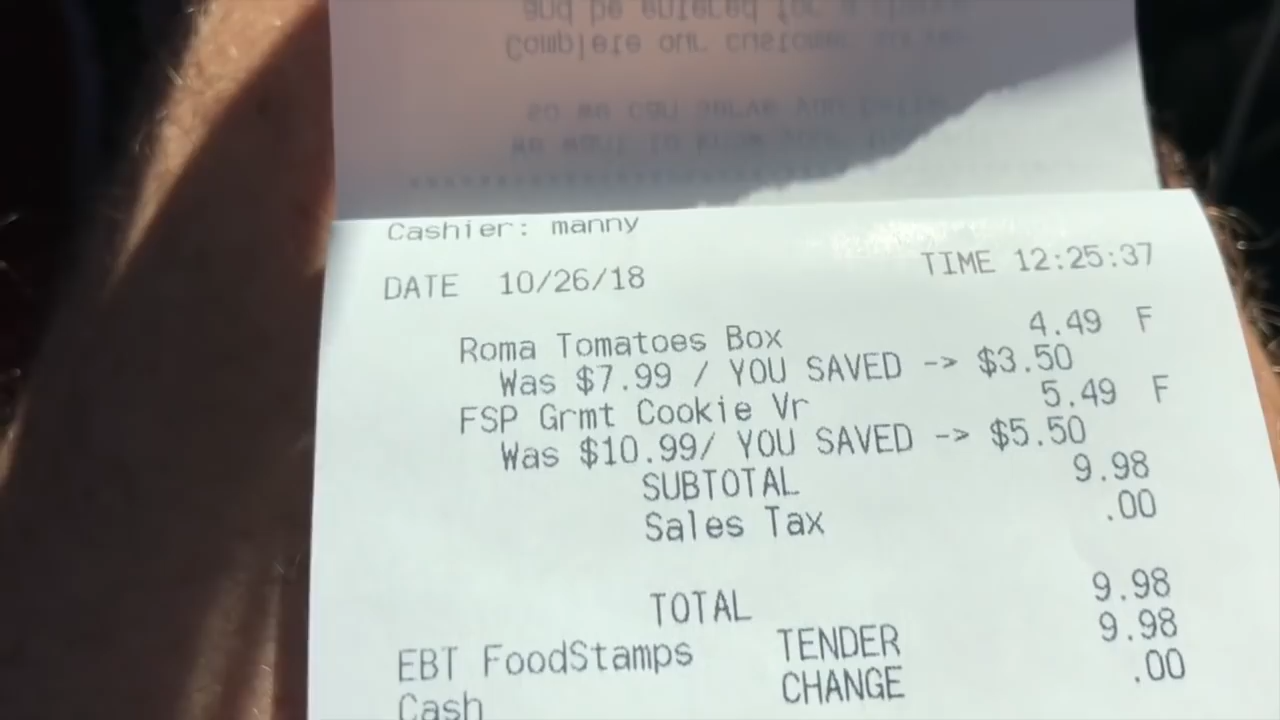 Cashier: manny
DATE 10/26/18 TIME 12:25:37
Roma Tomatoes Box 4.49 F
Was $7.99 / YOU SAVED -> $3.50
FSP Grmt Cookie Vr 5.49 F
Was $10.99/ YOU SAVED -> $5.50
SUBTOTAL 9.98
Sales Tax .00
TOTAL 9.98
EBT FoodStamps TENDER 9.98
Cash CHANGE .00